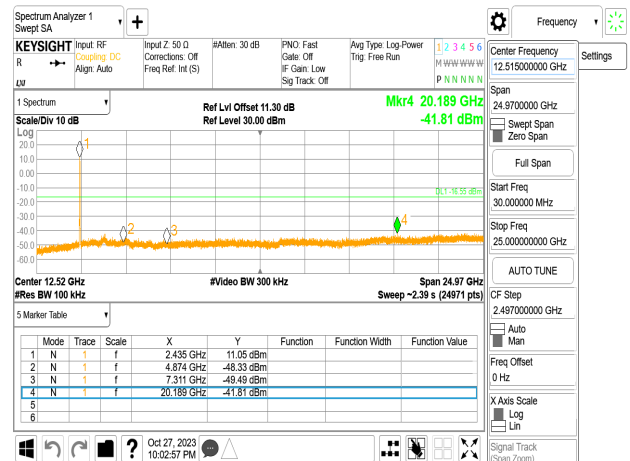 Spectrum Analyzer 1
Swept SA
Frequency
KEYSIGHT
R
Input: RF
Coupling: DC
Align: Auto
Input Z: 50 Ω
Corrections: Off
Freq Ref: Int (S)
#Atten: 30 dB
PNO: Fast
Gate: Off
IF Gain: Low
Sig Track: Off
Avg Type: Log-Power
Trig: Free Run
1 2 3 4 5 6
M W W W W W
P N N N N N
Center Frequency
12.515000000 GHz
Settings
Span
24.9700000 GHz
Swept Span
Zero Span
Full Span
Start Freq
30.000000 MHz
Stop Freq
25.000000000 GHz
AUTO TUNE
CF Step
2.497000000 GHz
Auto
Man
Freq Offset
0 Hz
X Axis Scale
Log
Lin
Signal Track
(Span Zoom)
1 Spectrum
Scale/Div 10 dB
Ref Lvl Offset 11.30 dB
Ref Level 30.00 dBm
Mkr4 20.189 GHz
-41.81 dBm
Log
20.0
10.0
0.00
-10.0
-20.0
-30.0
-40.0
-50.0
-60.0
1
2
3
4
Center 12.52 GHz
#Res BW 100 kHz
#Video BW 300 kHz
Span 24.97 GHz
Sweep ~2.39 s (24971 pts)
5 Marker Table
Mode Trace Scale X Y Function Function Width Function Value
1 N 1 f 2.435 GHz 11.05 dBm
2 N 1 f 4.874 GHz -48.33 dBm
3 N 1 f 7.311 GHz -49.49 dBm
4 N 1 f 20.189 GHz -41.81 dBm
5
6
?
Oct 27, 2023
10:02:57 PM